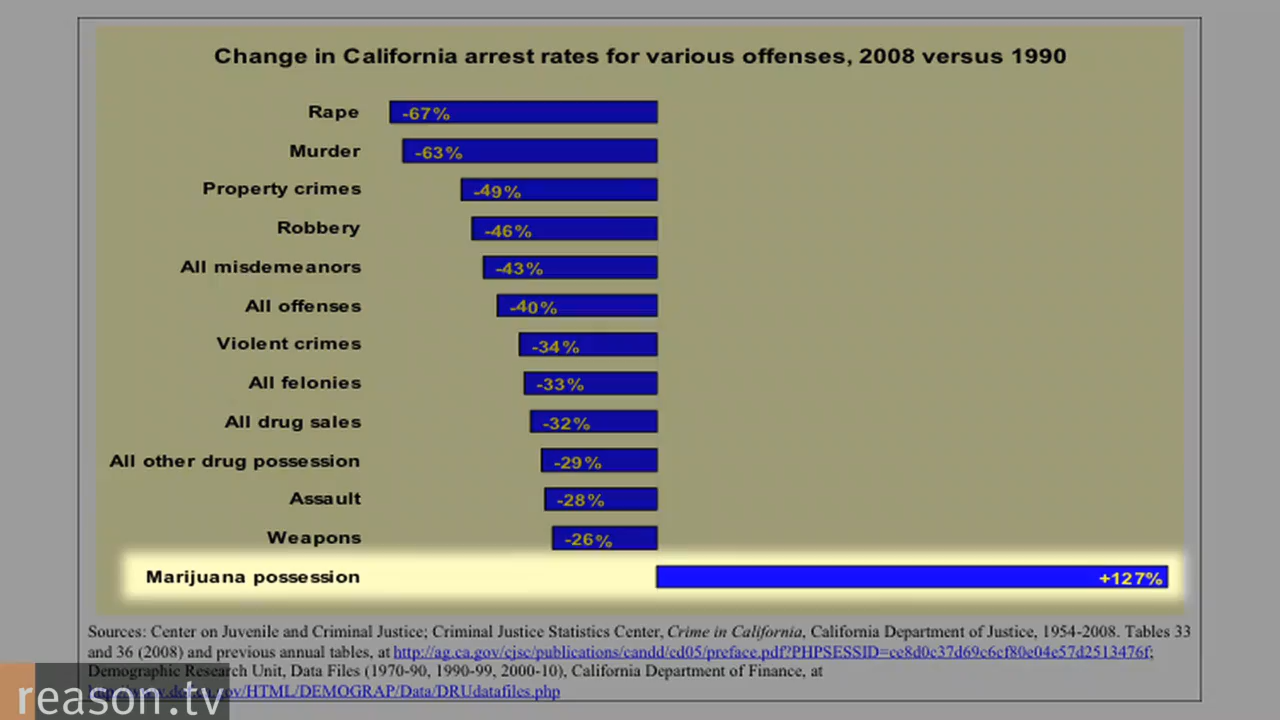 Change in California arrest rates for various offenses, 2008 versus 1990
Rape -67%
Murder -63%
Property crimes -49%
Robbery -46%
All misdemeanors -43%
All offenses -40%
Violent crimes -34%
All felonies -33%
All drug sales -32%
All other drug possession -29%
Assault -28%
Weapons -26%
Marijuana possession +127%
Sources: Center on Juvenile and Criminal Justice; Criminal Justice Statistics Center, Crime in California, California Department of Justice, 1954-2008. Tables 33
and 36 (2008) and previous annual tables, at http://ag.ca.gov/cjsc/publications/candd/cd05/preface.pdf?PHPSESSID=ce8d0c37d69c6cf80e04e57d2513476f;
Demographic Research Unit, Data Files (1970-90, 1990-99, 2000-10), California Department of Finance, at
/HTML/DEMOGRAP/Data/DRUdatafiles.php
reason.tv